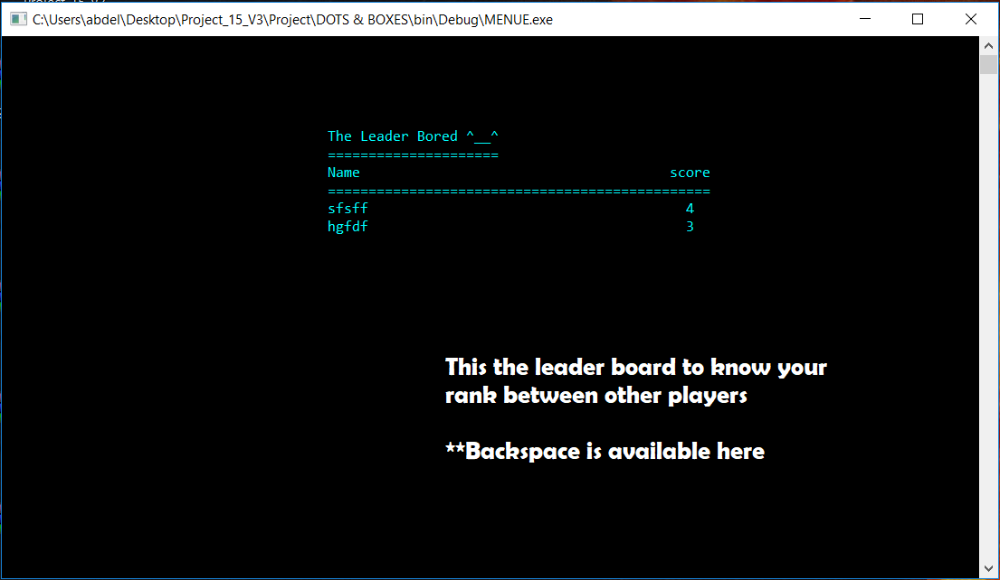 C:\Users\abdel\Desktop\Project_15_V3\Project\DOTS & BOXES\bin\Debug\MENUE.exe
The Leader Bored ^__^
=====================
Name score
===============================================
sfsff 4
hgfdf 3
This the leader board to know your
rank between other players
**Backspace is available here